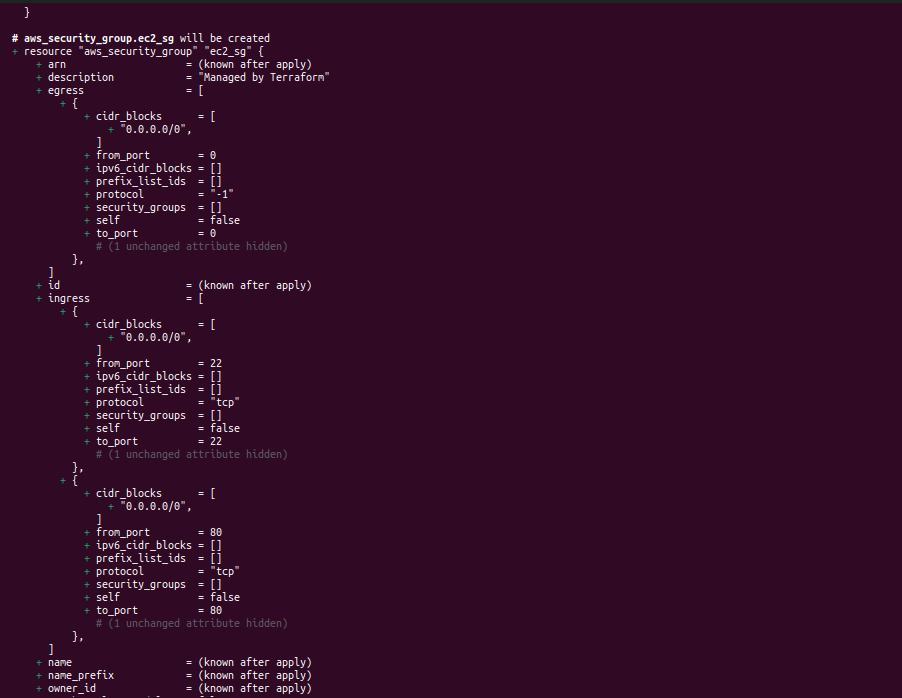 }
# aws_security_group.ec2_sg will be created
+ resource "aws_security_group" "ec2_sg" {
+ arn = (known after apply)
+ description = "Managed by Terraform"
+ egress = [
+ {
+ cidr_blocks = [
+ "0.0.0.0/0",
]
+ from_port = 0
+ ipv6_cidr_blocks = []
+ prefix_list_ids = []
+ protocol = "-1"
+ security_groups = []
+ self = false
+ to_port = 0
# (1 unchanged attribute hidden)
},
]
+ id = (known after apply)
+ ingress = [
+ {
+ cidr_blocks = [
+ "0.0.0.0/0",
]
+ from_port = 22
+ ipv6_cidr_blocks = []
+ prefix_list_ids = []
+ protocol = "tcp"
+ security_groups = []
+ self = false
+ to_port = 22
# (1 unchanged attribute hidden)
},
+ {
+ cidr_blocks = [
+ "0.0.0.0/0",
]
+ from_port = 80
+ ipv6_cidr_blocks = []
+ prefix_list_ids = []
+ protocol = "tcp"
+ security_groups = []
+ self = false
+ to_port = 80
# (1 unchanged attribute hidden)
},
]
+ name = (known after apply)
+ name_prefix = (known after apply)
+ owner_id = (known after apply)